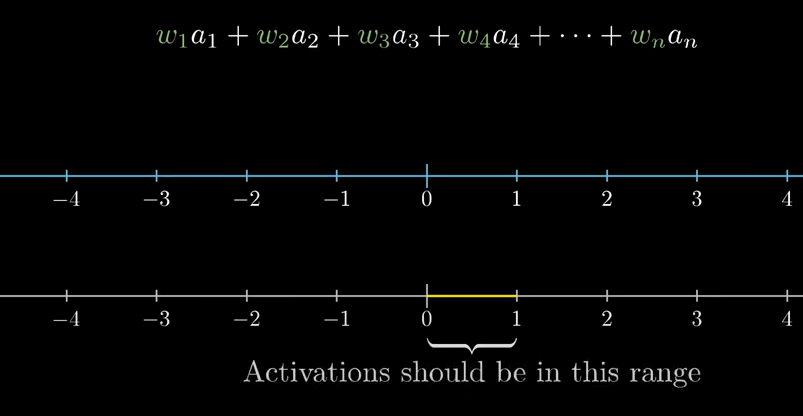 w₁a₁ + w₂a₂ + w₃a₃ + w₄a₄ + ⋯ + wₙaₙ
−4 −3 −2 −1 0 1 2 3 4
−4 −3 −2 −1 0 1 2 3 4
Activations should be in this range